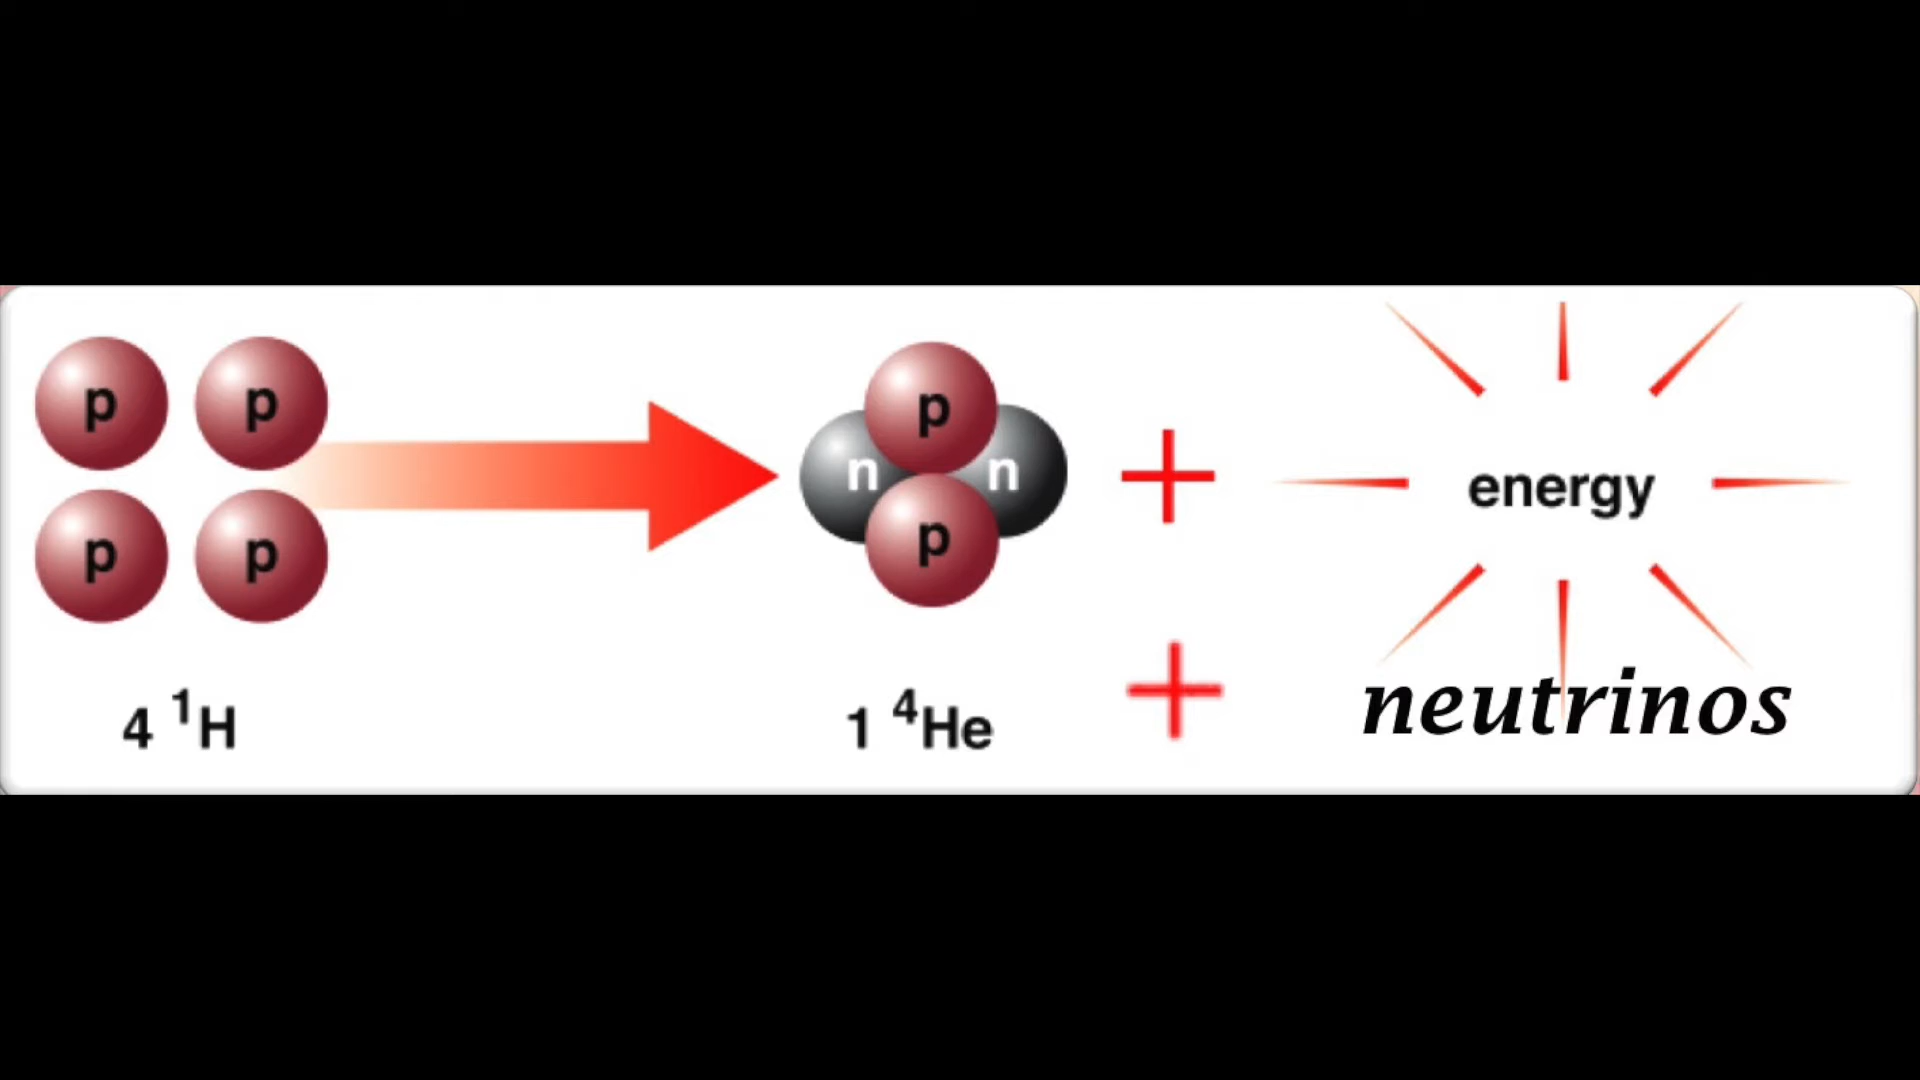 p p
p p
p
n n
p
+
energy
+
neutrinos
4 ¹H
1 ⁴He